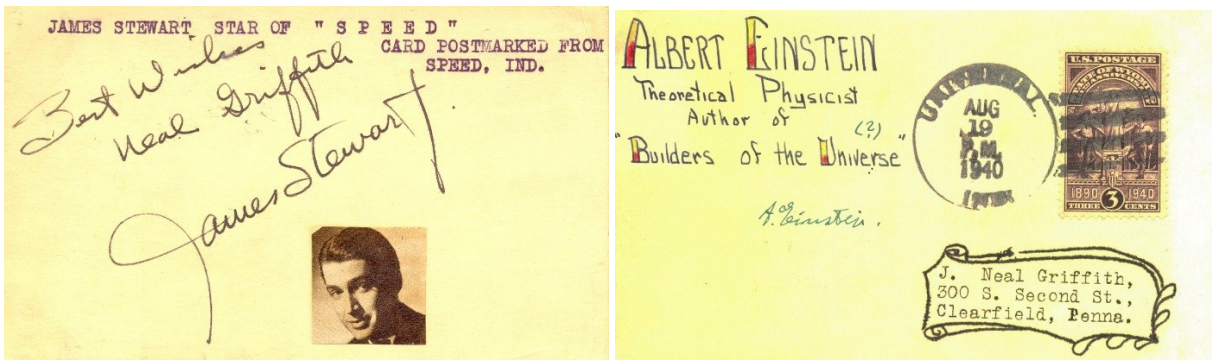 JAMES STEWART STAR OF " S P E E D "
CARD POSTMARKED FROM
SPEED, IND.
Best Wishes
Neal Griffith
James Stewart
ALBERT EINSTEIN
Theoretical Physicist
Author of
(?)
"Builders of the Universe"
A. Einstein.
AUG
19
P.M.
1940
U.S. POSTAGE
1890 1940
THREE 3 CENTS
J. Neal Griffith,
300 S. Second St.,
Clearfield, Penna.